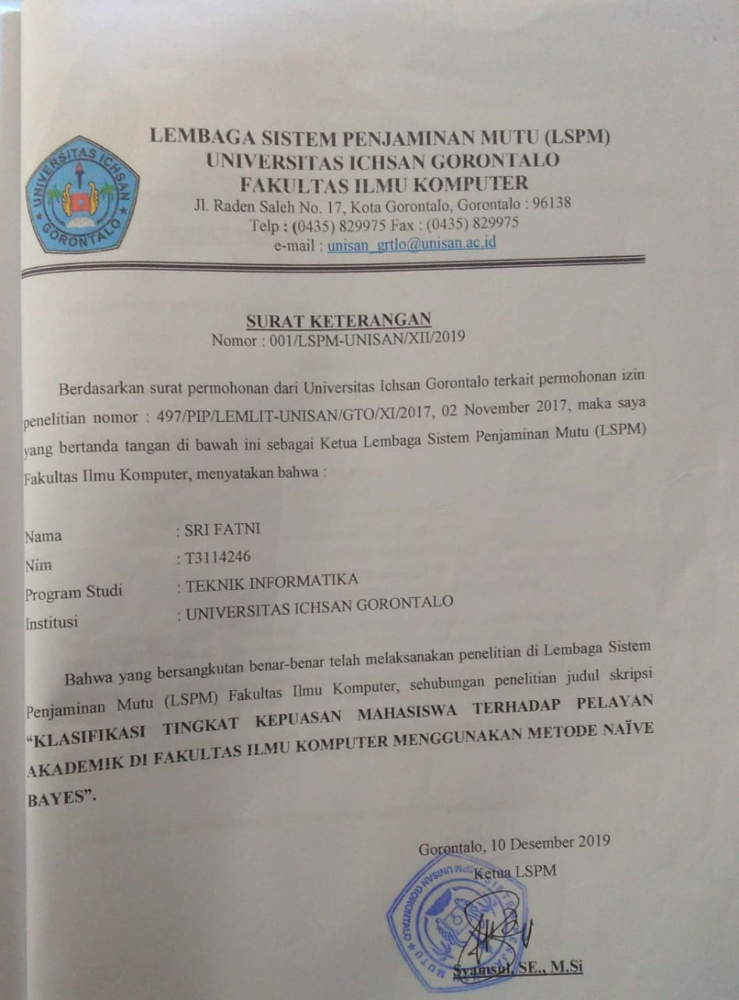 LEMBAGA SISTEM PENJAMINAN MUTU (LSPM)
UNIVERSITAS ICHSAN GORONTALO
FAKULTAS ILMU KOMPUTER
Jl. Raden Saleh No. 17, Kota Gorontalo, Gorontalo : 96138
Telp : (0435) 829975 Fax : (0435) 829975
e-mail : unisan_grtlo@unisan.ac.id
UNIVERSITAS ICHSAN
GORONTALO
SURAT KETERANGAN
Nomor : 001/LSPM-UNISAN/XII/2019
Berdasarkan surat permohonan dari Universitas Ichsan Gorontalo terkait permohonan izin
penelitian nomor : 497/PIP/LEMLIT-UNISAN/GTO/XI/2017, 02 November 2017, maka saya
yang bertanda tangan di bawah ini sebagai Ketua Lembaga Sistem Penjaminan Mutu (LSPM)
Fakultas Ilmu Komputer, menyatakan bahwa :
Nama : SRI FATNI
Nim : T3114246
Program Studi : TEKNIK INFORMATIKA
Institusi : UNIVERSITAS ICHSAN GORONTALO
Bahwa yang bersangkutan benar-benar telah melaksanakan penelitian di Lembaga Sistem
Penjaminan Mutu (LSPM) Fakultas Ilmu Komputer, sehubungan penelitian judul skripsi
“KLASIFIKASI TINGKAT KEPUASAN MAHASISWA TERHADAP PELAYAN
AKADEMIK DI FAKULTAS ILMU KOMPUTER MENGGUNAKAN METODE NAÏVE
BAYES”.
Gorontalo, 10 Desember 2019
Ketua LSPM
LSPM UNISAN GORONTALO
MUTU
Syamsul, SE., M.Si